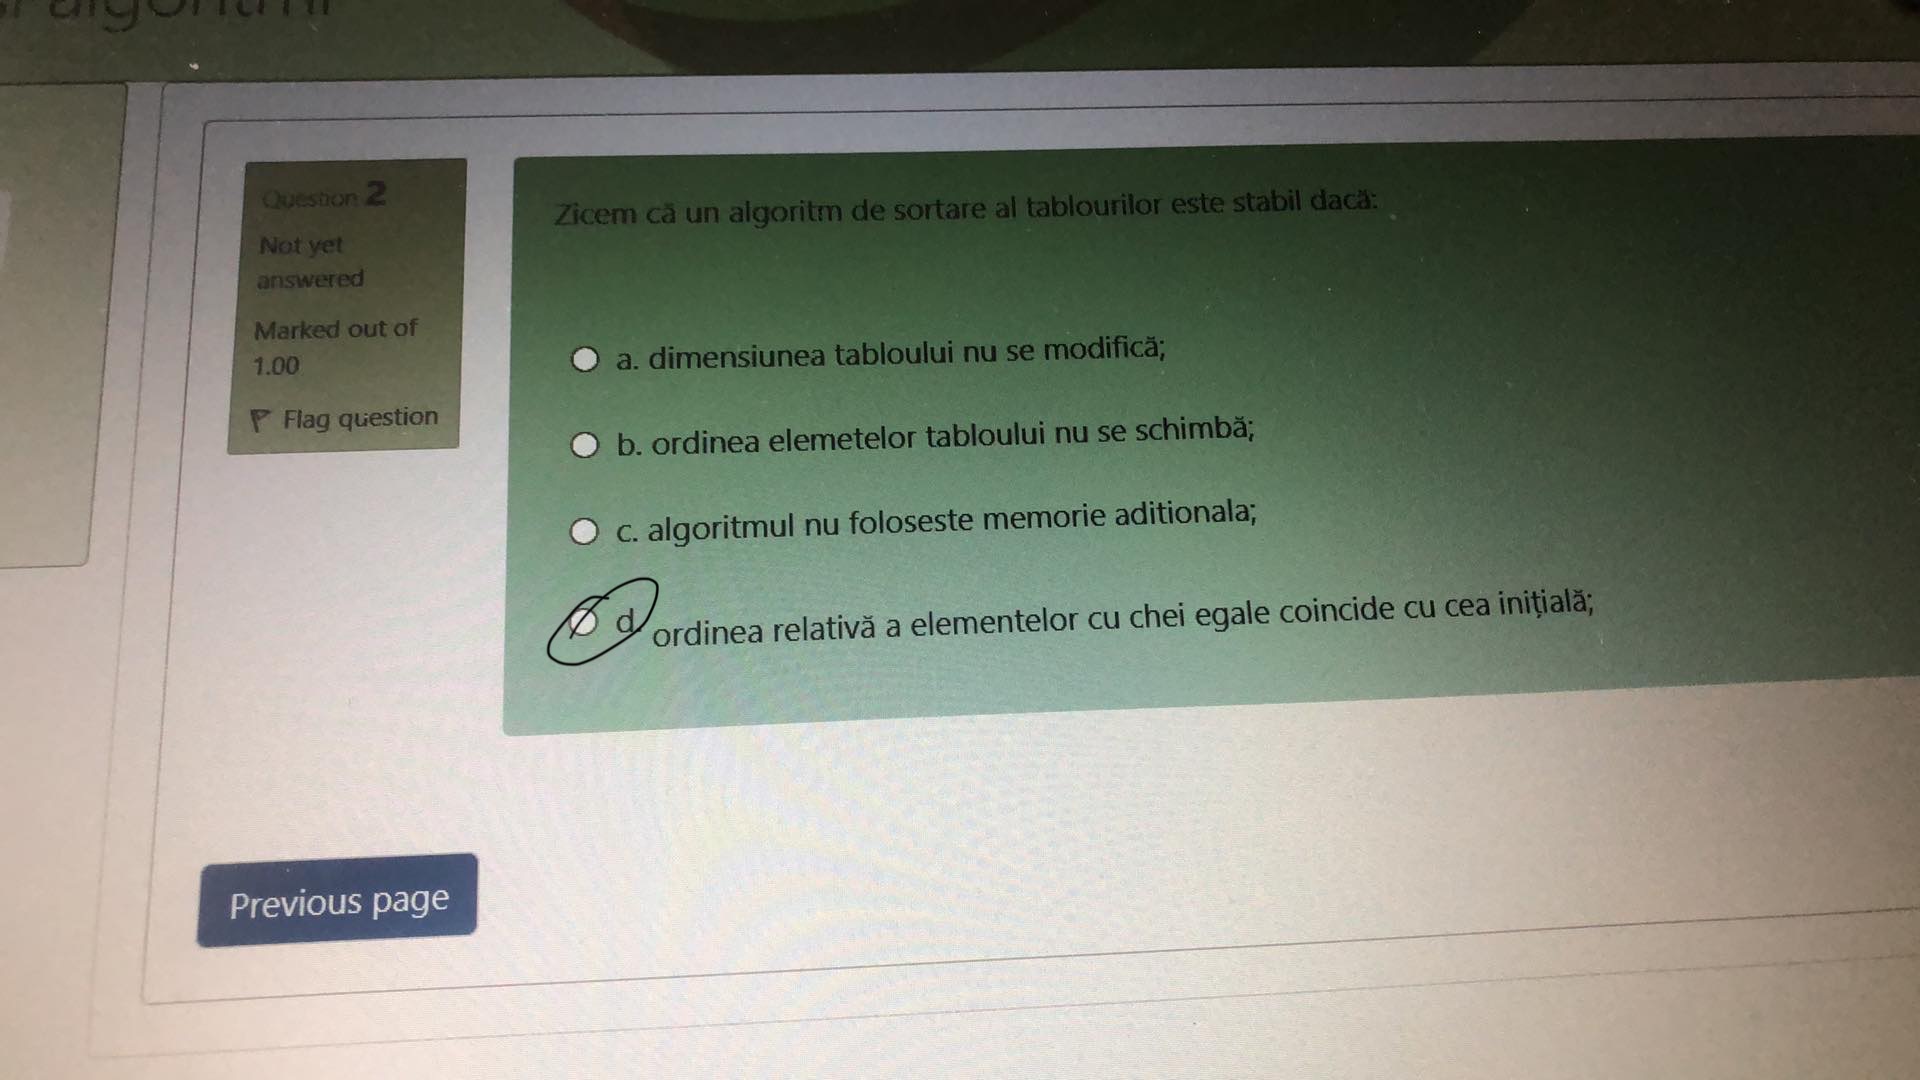 algoritmi
Question 2
Not yet
answered
Marked out of
1.00
Flag question
Zicem că un algoritm de sortare al tablourilor este stabil dacă:
a. dimensiunea tabloului nu se modifică;
b. ordinea elemetelor tabloului nu se schimbă;
c. algoritmul nu foloseste memorie aditionala;
d. ordinea relativă a elementelor cu chei egale coincide cu cea inițială;
Previous page